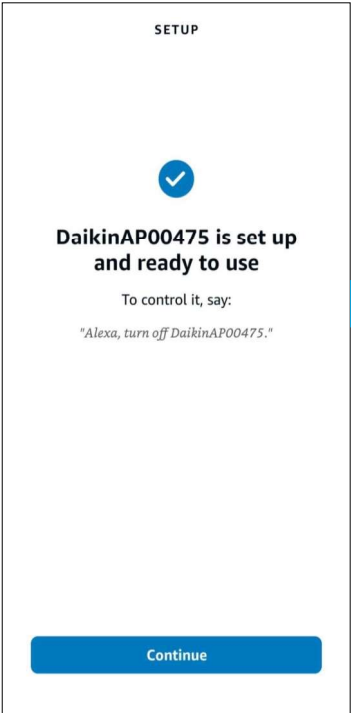 SETUP
DaikinAP00475 is set up
and ready to use
To control it, say:
"Alexa, turn off DaikinAP00475."
Continue